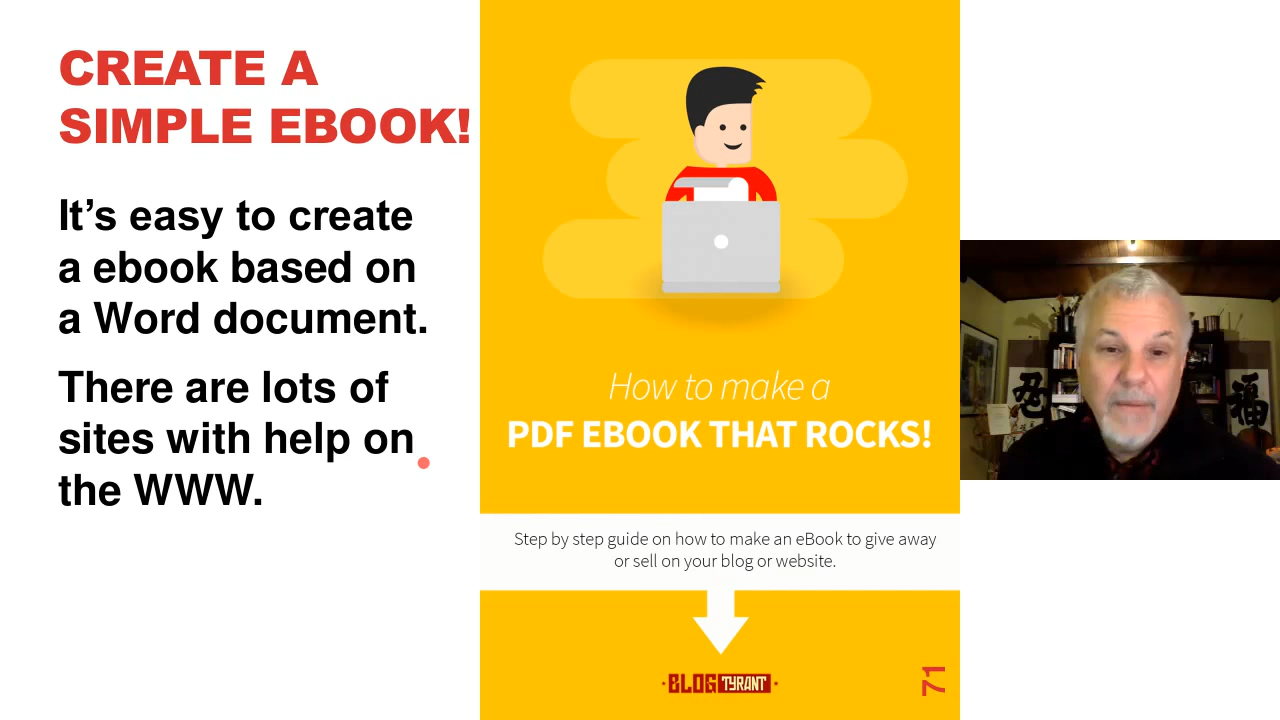 CREATE A
SIMPLE EBOOK!
It’s easy to create
a ebook based on
a Word document.
There are lots of
sites with help on
the WWW.
How to make a
PDF EBOOK THAT ROCKS!
Step by step guide on how to make an eBook to give away
or sell on your blog or website.
BLOG TYRANT
71
忍
福